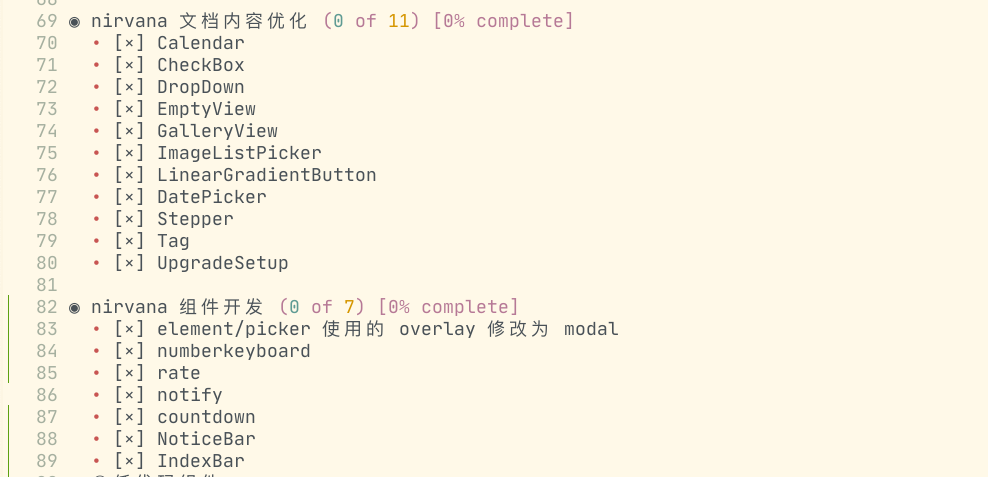 69 ◉ nirvana 文档内容优化 (0 of 11) [0% complete]
70 • [×] Calendar
71 • [×] CheckBox
72 • [×] DropDown
73 • [×] EmptyView
74 • [×] GalleryView
75 • [×] ImageListPicker
76 • [×] LinearGradientButton
77 • [×] DatePicker
78 • [×] Stepper
79 • [×] Tag
80 • [×] UpgradeSetup
81
82 ◉ nirvana 组件开发 (0 of 7) [0% complete]
83 • [×] element/picker 使用的 overlay 修改为 modal
84 • [×] numberkeyboard
85 • [×] rate
86 • [×] notify
87 • [×] countdown
88 • [×] NoticeBar
89 • [×] IndexBar